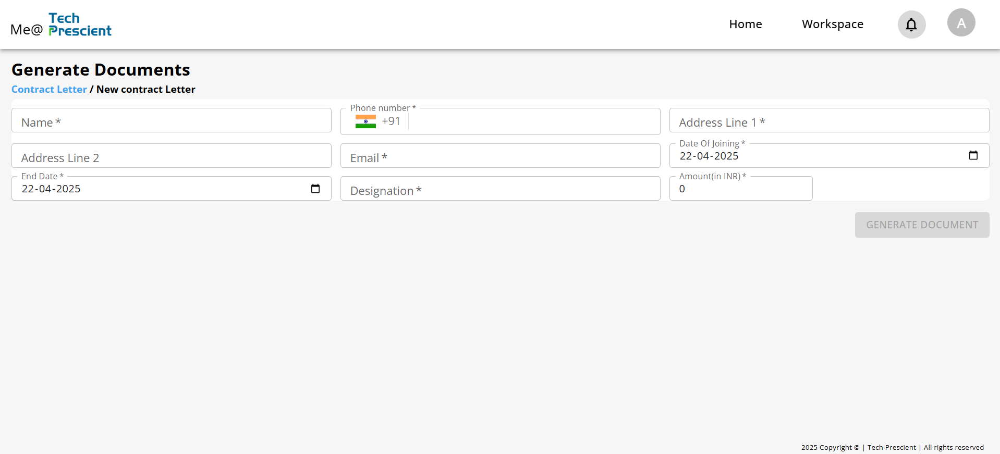 Me@ Tech Prescient
Home
Workspace
A
Generate Documents
Contract Letter / New contract Letter
Name *
Phone number *
+91
Address Line 1 *
Address Line 2
Email *
Date Of Joining *
22-04-2025
End Date *
22-04-2025
Designation *
Amount(in INR) *
0
GENERATE DOCUMENT
2025 Copyright © | Tech Prescient | All rights reserved